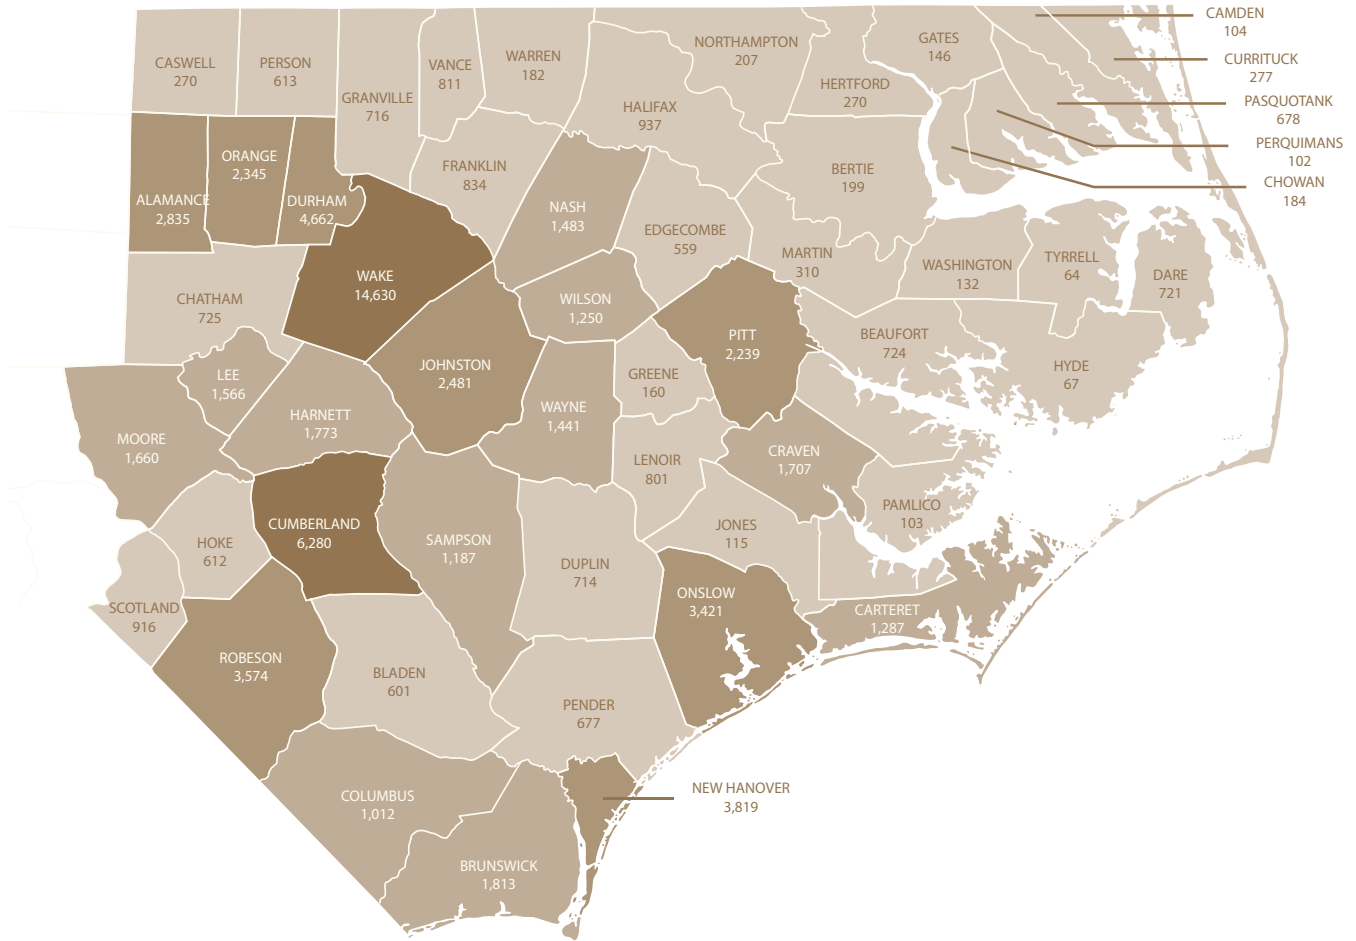 CASWELL
270
PERSON
613
GRANVILLE
716
VANCE
811
WARREN
182
HALIFAX
937
NORTHAMPTON
207
HERTFORD
270
GATES
146
CAMDEN
104
CURRITUCK
277
PASQUOTANK
678
PERQUIMANS
102
CHOWAN
184
ALAMANCE
2,835
ORANGE
2,345
DURHAM
4,662
FRANKLIN
834
NASH
1,483
EDGECOMBE
559
BERTIE
199
MARTIN
310
WASHINGTON
132
TYRRELL
64
DARE
721
WAKE
14,630
CHATHAM
725
WILSON
1,250
PITT
2,239
BEAUFORT
724
HYDE
67
LEE
1,566
JOHNSTON
2,481
GREENE
160
HARNETT
1,773
WAYNE
1,441
MOORE
1,660
LENOIR
801
CRAVEN
1,707
PAMLICO
103
CUMBERLAND
6,280
HOKE
612
SAMPSON
1,187
JONES
115
DUPLIN
714
ONSLOW
3,421
CARTERET
1,287
SCOTLAND
916
ROBESON
3,574
BLADEN
601
PENDER
677
COLUMBUS
1,012
NEW HANOVER
3,819
BRUNSWICK
1,813